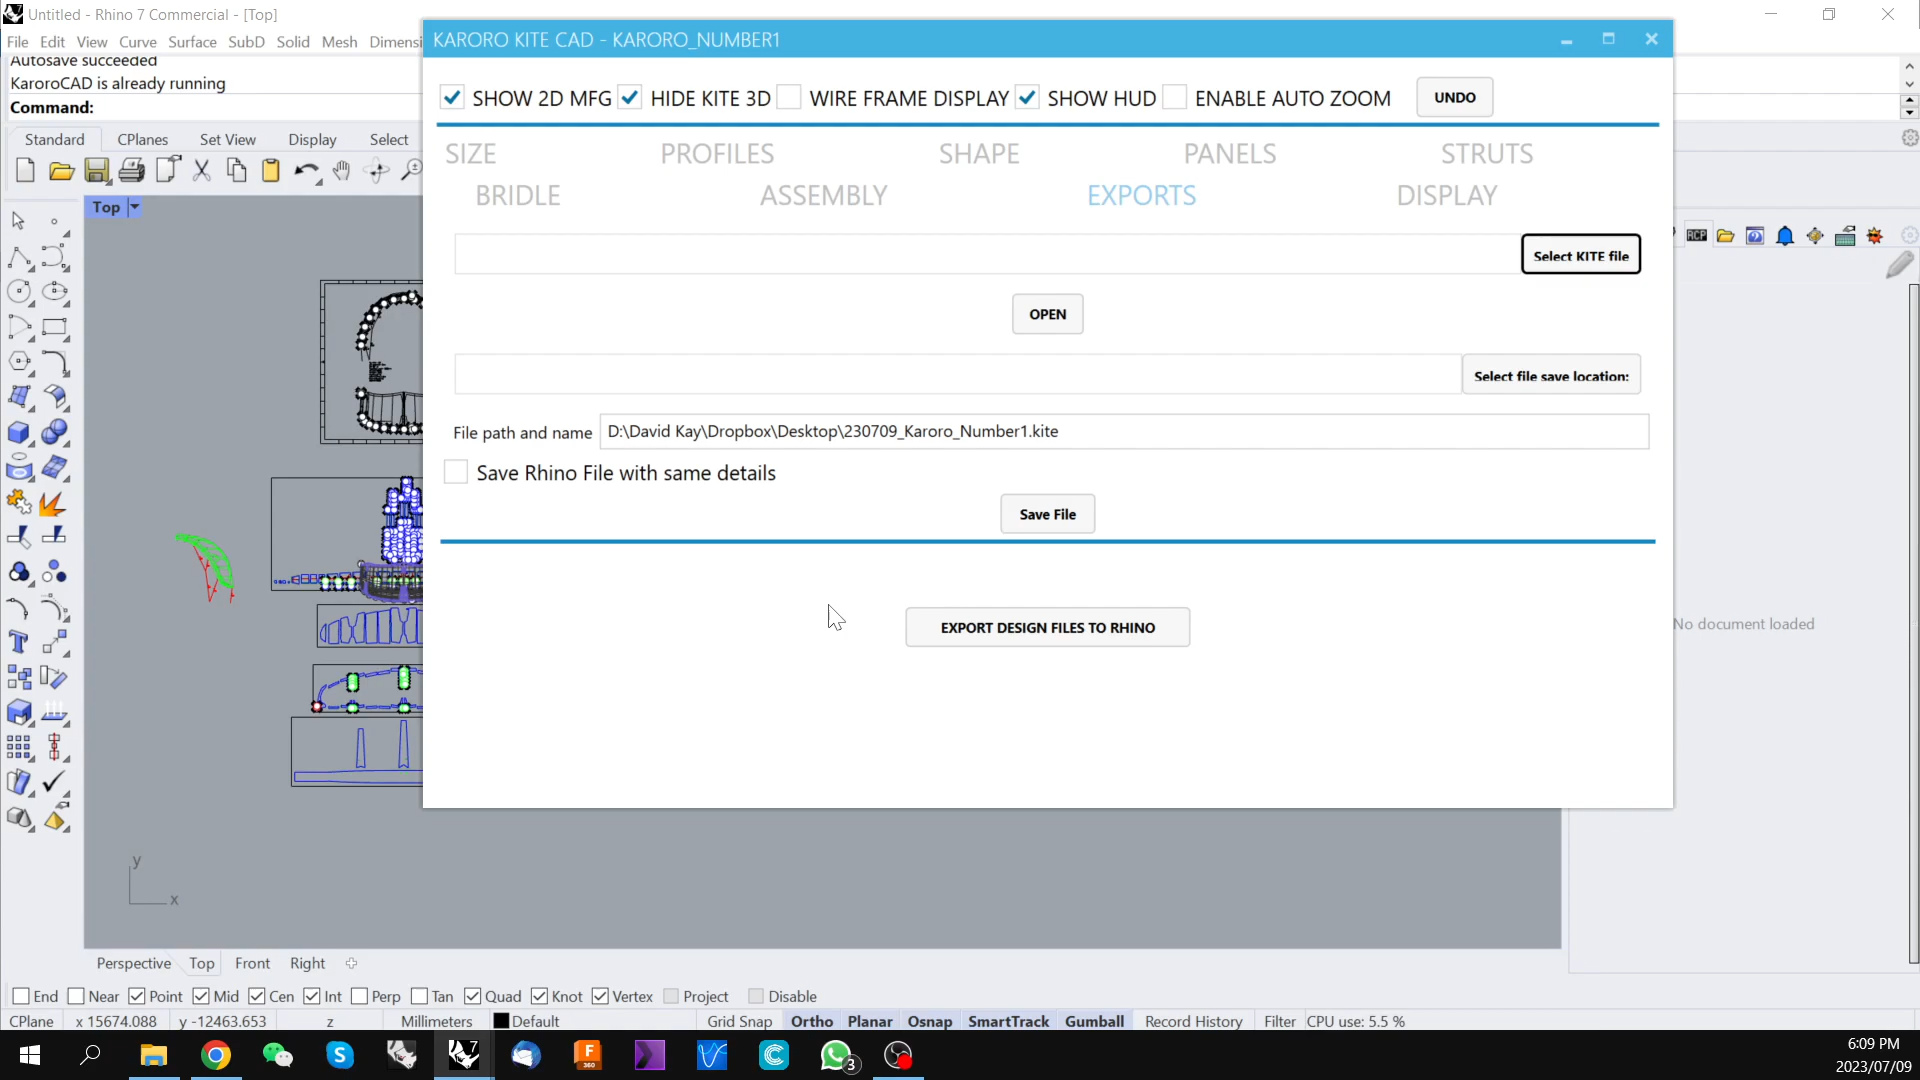 Untitled - Rhino 7 Commercial - [Top]
File Edit View Curve Surface SubD Solid Mesh Dimensi
Autosave succeeded
KaroroCAD is already running
Command:
Standard CPlanes Set View Display Select
Top
KARORO KITE CAD - KARORO_NUMBER1
SHOW 2D MFG HIDE KITE 3D WIRE FRAME DISPLAY SHOW HUD ENABLE AUTO ZOOM UNDO
SIZE PROFILES SHAPE PANELS STRUTS
BRIDLE ASSEMBLY EXPORTS DISPLAY
Select KITE file
OPEN
Select file save location:
File path and name D:\David Kay\Dropbox\Desktop\230709_Karoro_Number1.kite
Save Rhino File with same details
Save File
EXPORT DESIGN FILES TO RHINO
RCP
No document loaded
y
x
Perspective Top Front Right
End Near Point Mid Cen Int Perp Tan Quad Knot Vertex Project Disable
CPlane x 15674.088 y -12463.653 z Millimeters Default Grid Snap Ortho Planar Osnap SmartTrack Gumball Record History Filter CPU use: 5.5 %
7
F
360
3
6:09 PM
2023/07/09